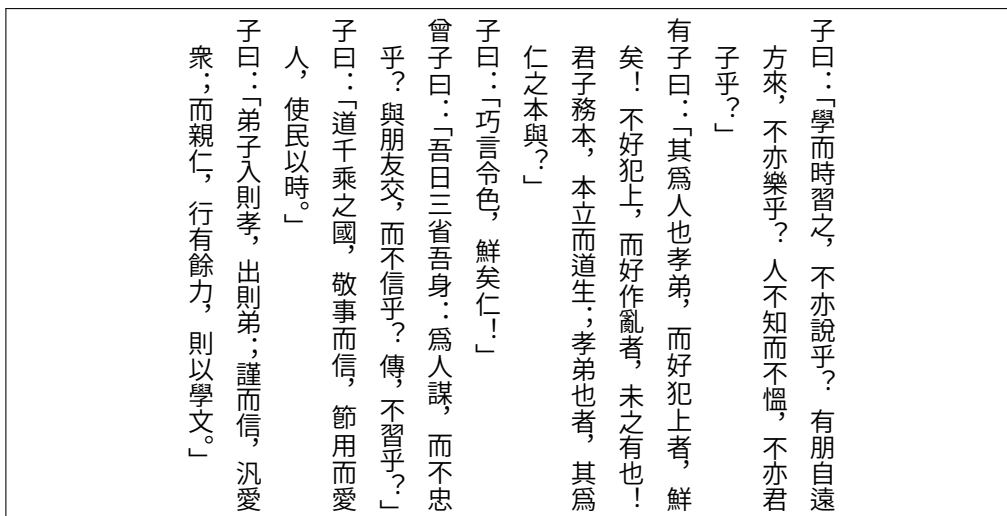 子曰：「學而時習之，不亦說乎？有朋自遠
方來，不亦樂乎？人不知而不慍，不亦君
子乎？」
有子曰：「其爲人也孝弟，而好犯上者，鮮
矣！不好犯上，而好作亂者，未之有也！
君子務本，本立而道生；孝弟也者，其爲
仁之本與？」
子曰：「巧言令色，鮮矣仁！」
曾子曰：「吾日三省吾身：爲人謀，而不忠
乎？與朋友交，而不信乎？傳，不習乎？」
子曰：「道千乘之國，敬事而信，節用而愛
人，使民以時。」
子曰：「弟子入則孝，出則弟；謹而信，汎愛
衆；而親仁，行有餘力，則以學文。」